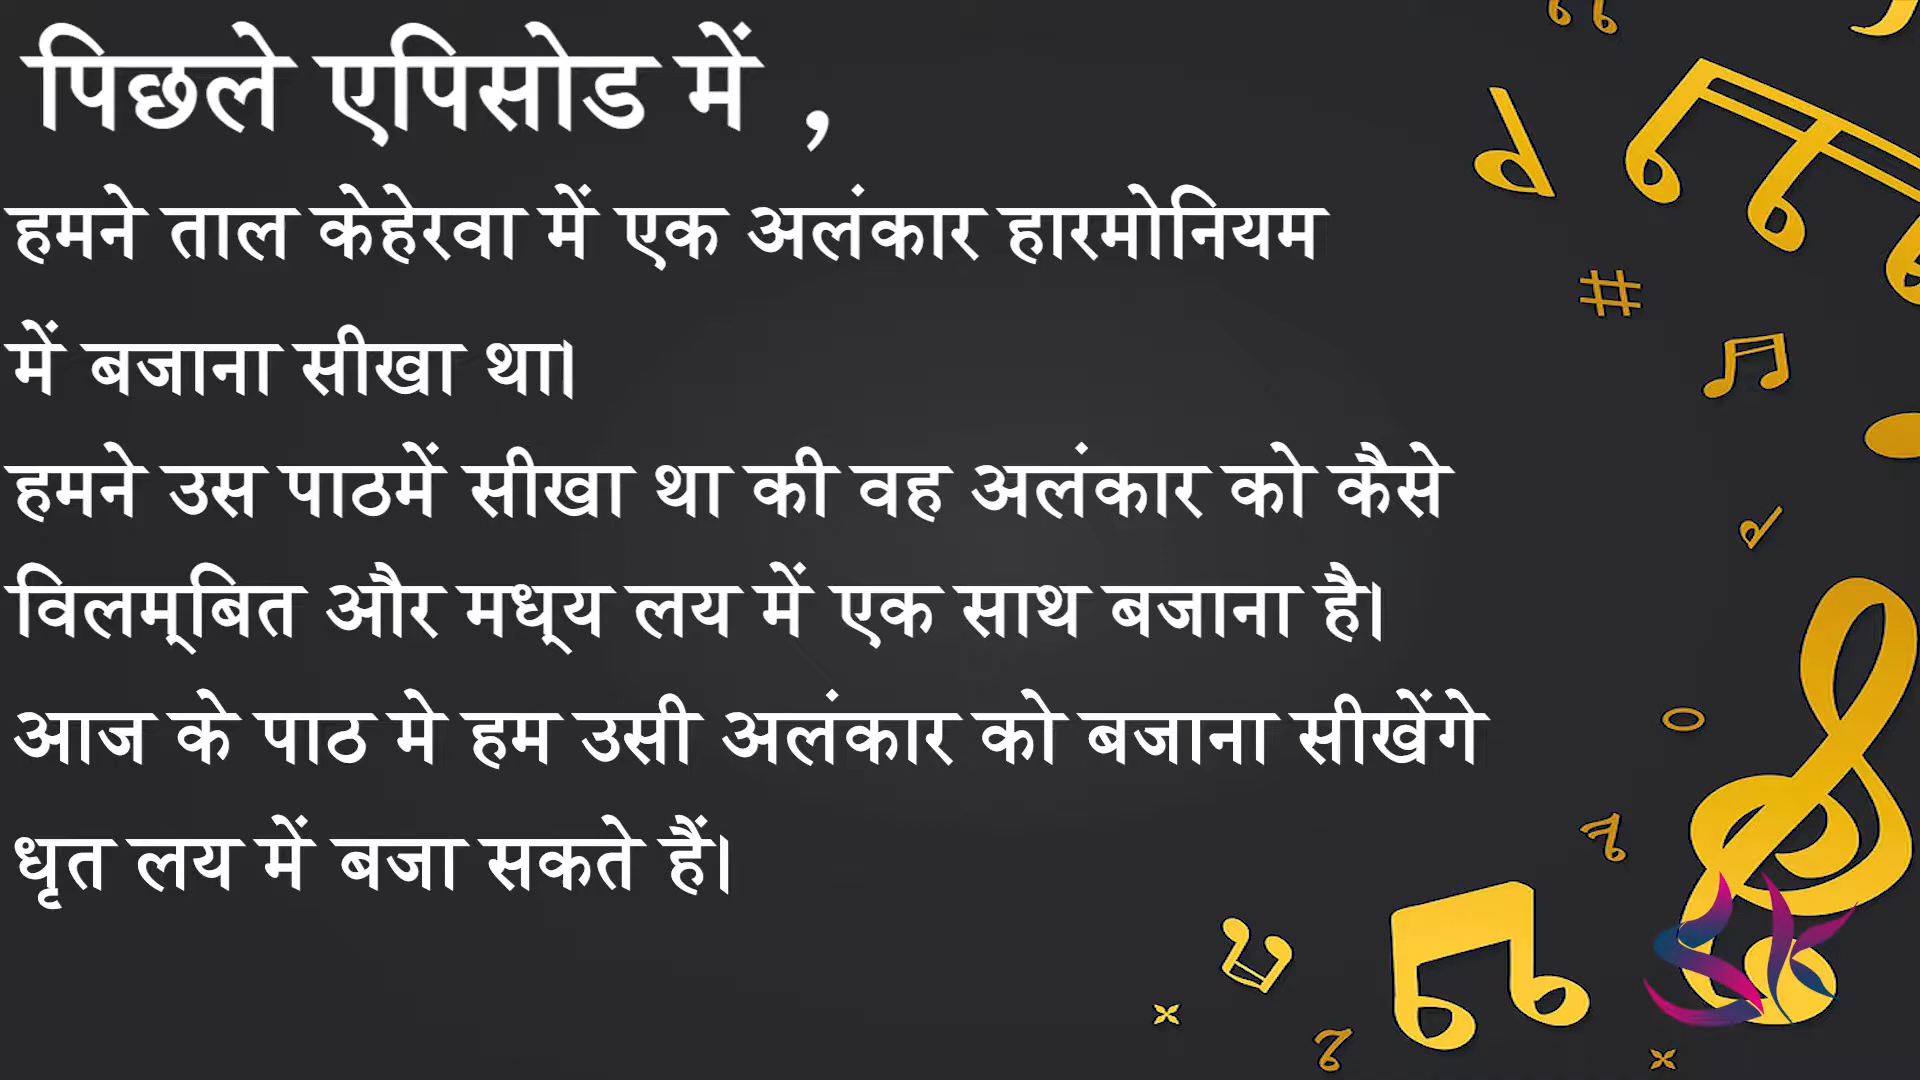 पिछले एपिसोड में ,
हमने ताल केहेरवा में एक अलंकार हारमोनियम
में बजाना सीखा था।
हमने उस पाठमें सीखा था की वह अलंकार को कैसे
विलम्‌बित और मध्‌य लय में एक साथ बजाना है।
आज के पाठ मे हम उसी अलंकार को बजाना सीखेंगे
धृत लय में बजा सकते हैं।
SK